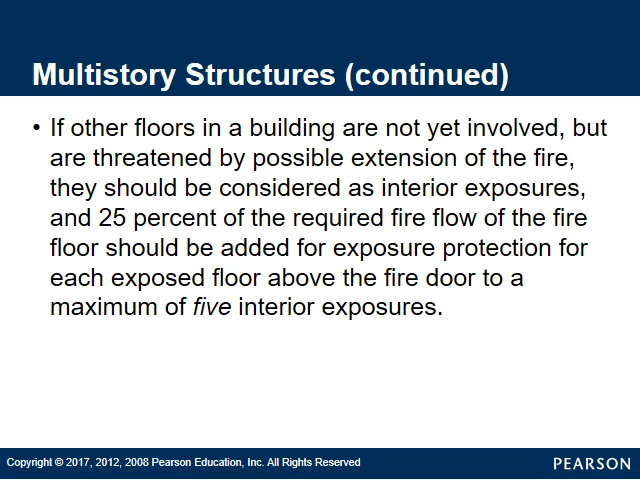 Multistory Structures (continued)
• If other floors in a building are not yet involved, but
are threatened by possible extension of the fire,
they should be considered as interior exposures,
and 25 percent of the required fire flow of the fire
floor should be added for exposure protection for
each exposed floor above the fire door to a
maximum of five interior exposures.
Copyright © 2017, 2012, 2008 Pearson Education, Inc. All Rights Reserved
PEARSON